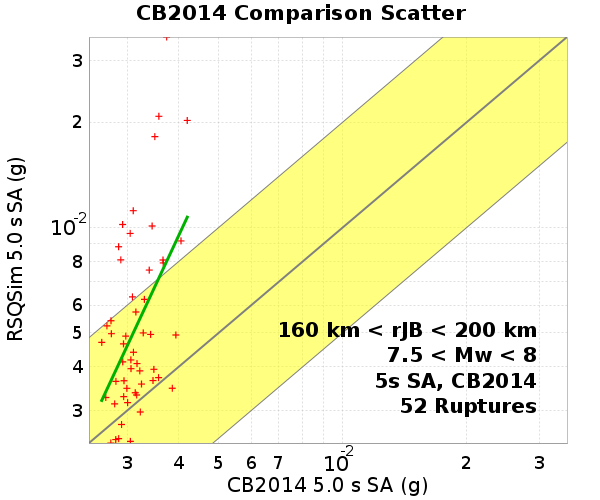 CB2014 Comparison Scatter
RSQSim 5.0 s SA (g)
3
2
10-2
8
6
5
4
3
160 km < rJB < 200 km
7.5 < Mw < 8
5s SA, CB2014
52 Ruptures
3 4 5 6 7 10-2 2 3
CB2014 5.0 s SA (g)